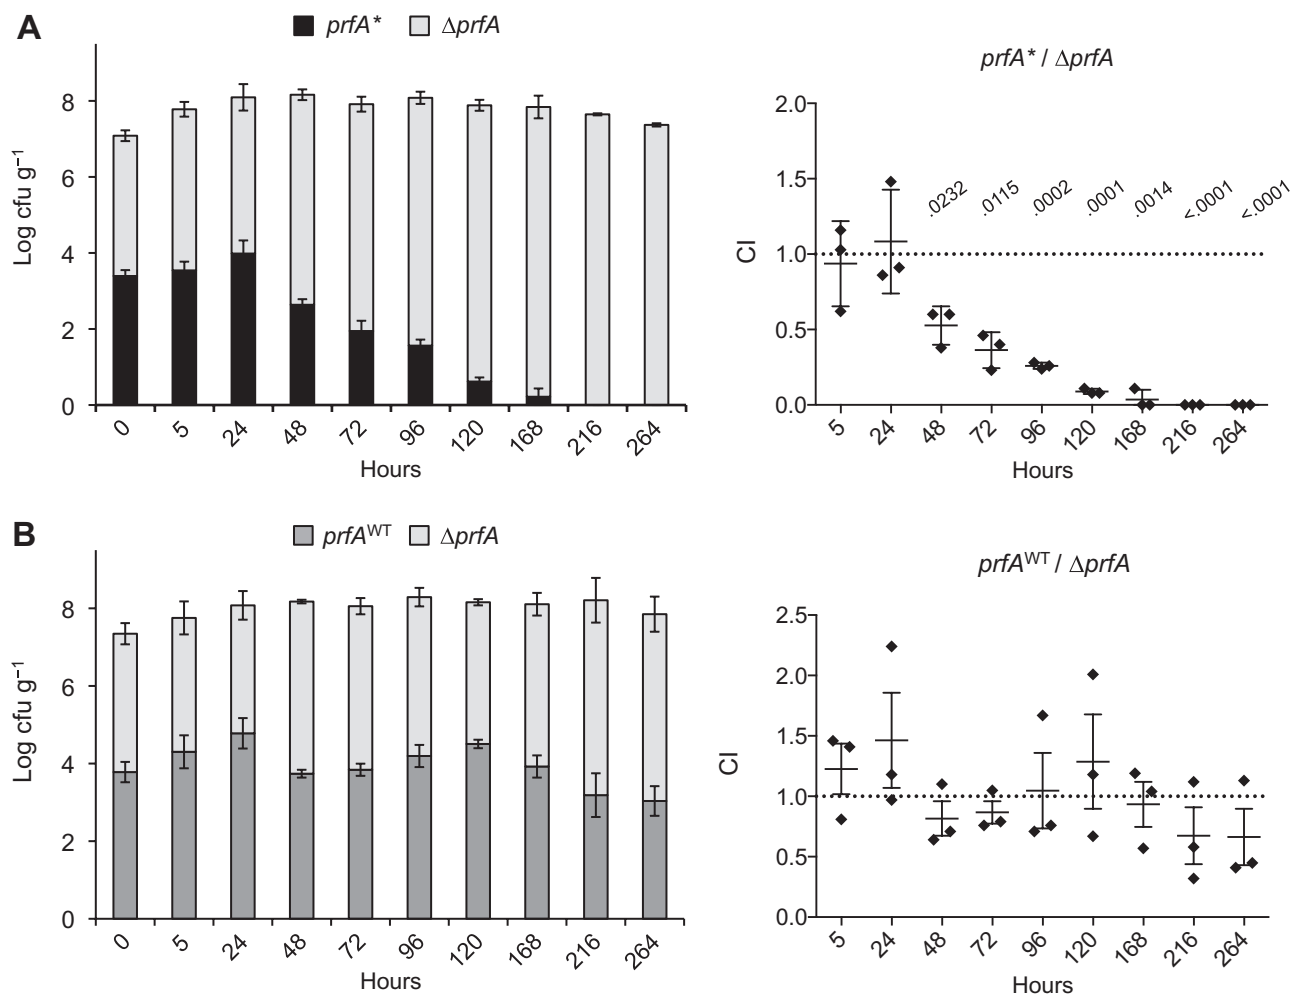 A
prfA* ΔprfA
Log cfu g⁻¹
8
6
4
2
0
0 5 24 48 72 96 120 168 216 264
Hours
prfA* / ΔprfA
CI
2.0
1.5
1.0
0.5
0.0
.0232 .0115 .0002 .0001 .0014 <.0001 <.0001
5 24 48 72 96 120 168 216 264
Hours
B
prfAᵂᵀ ΔprfA
Log cfu g⁻¹
8
6
4
2
0
0 5 24 48 72 96 120 168 216 264
Hours
prfAᵂᵀ / ΔprfA
CI
2.5
2.0
1.5
1.0
0.5
0.0
5 24 48 72 96 120 168 216 264
Hours